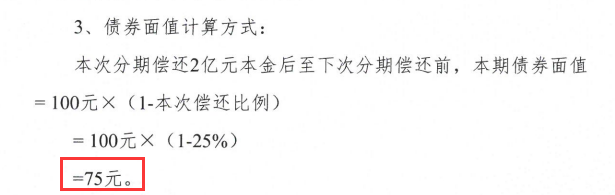 3、债券面值计算方式：
本次分期偿还2亿元本金后至下次分期偿还前，本期债券面值
= 100元×（1-本次偿还比例）
= 100元×（1-25%）
=75元。